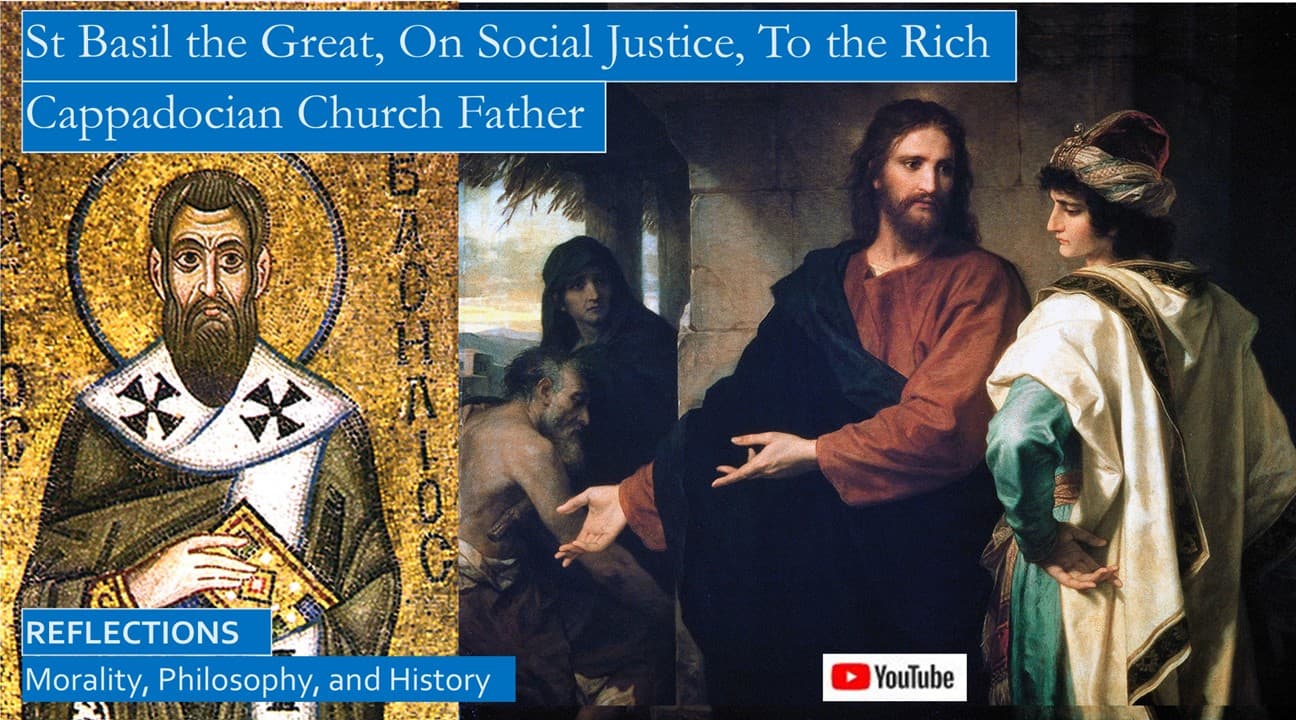 St Basil the Great, On Social Justice, To the Rich
Cappadocian Church Father
ΒΑСΗΛΙΟС
REFLECTIONS
Morality, Philosophy, and History
YouTube